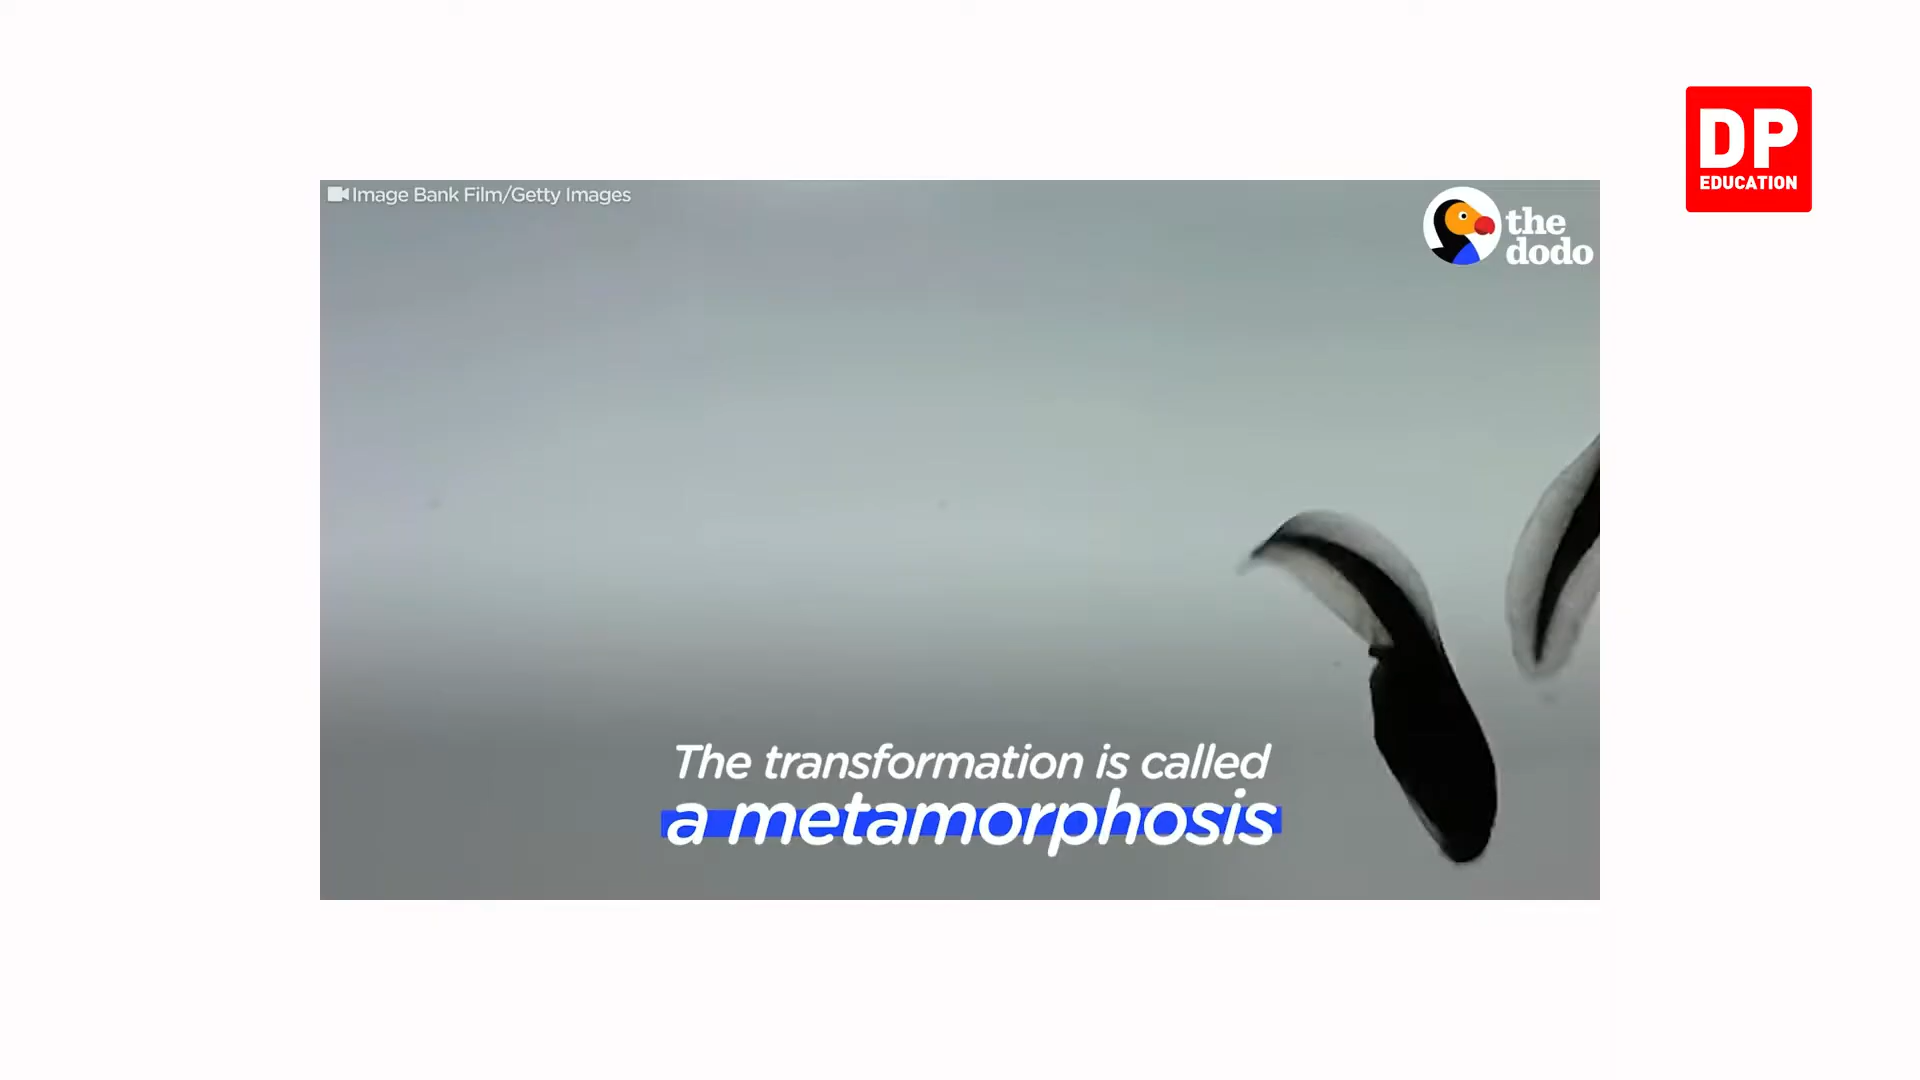 DP
EDUCATION
Image Bank Film/Getty Images
the
dodo
The transformation is called
a metamorphosis